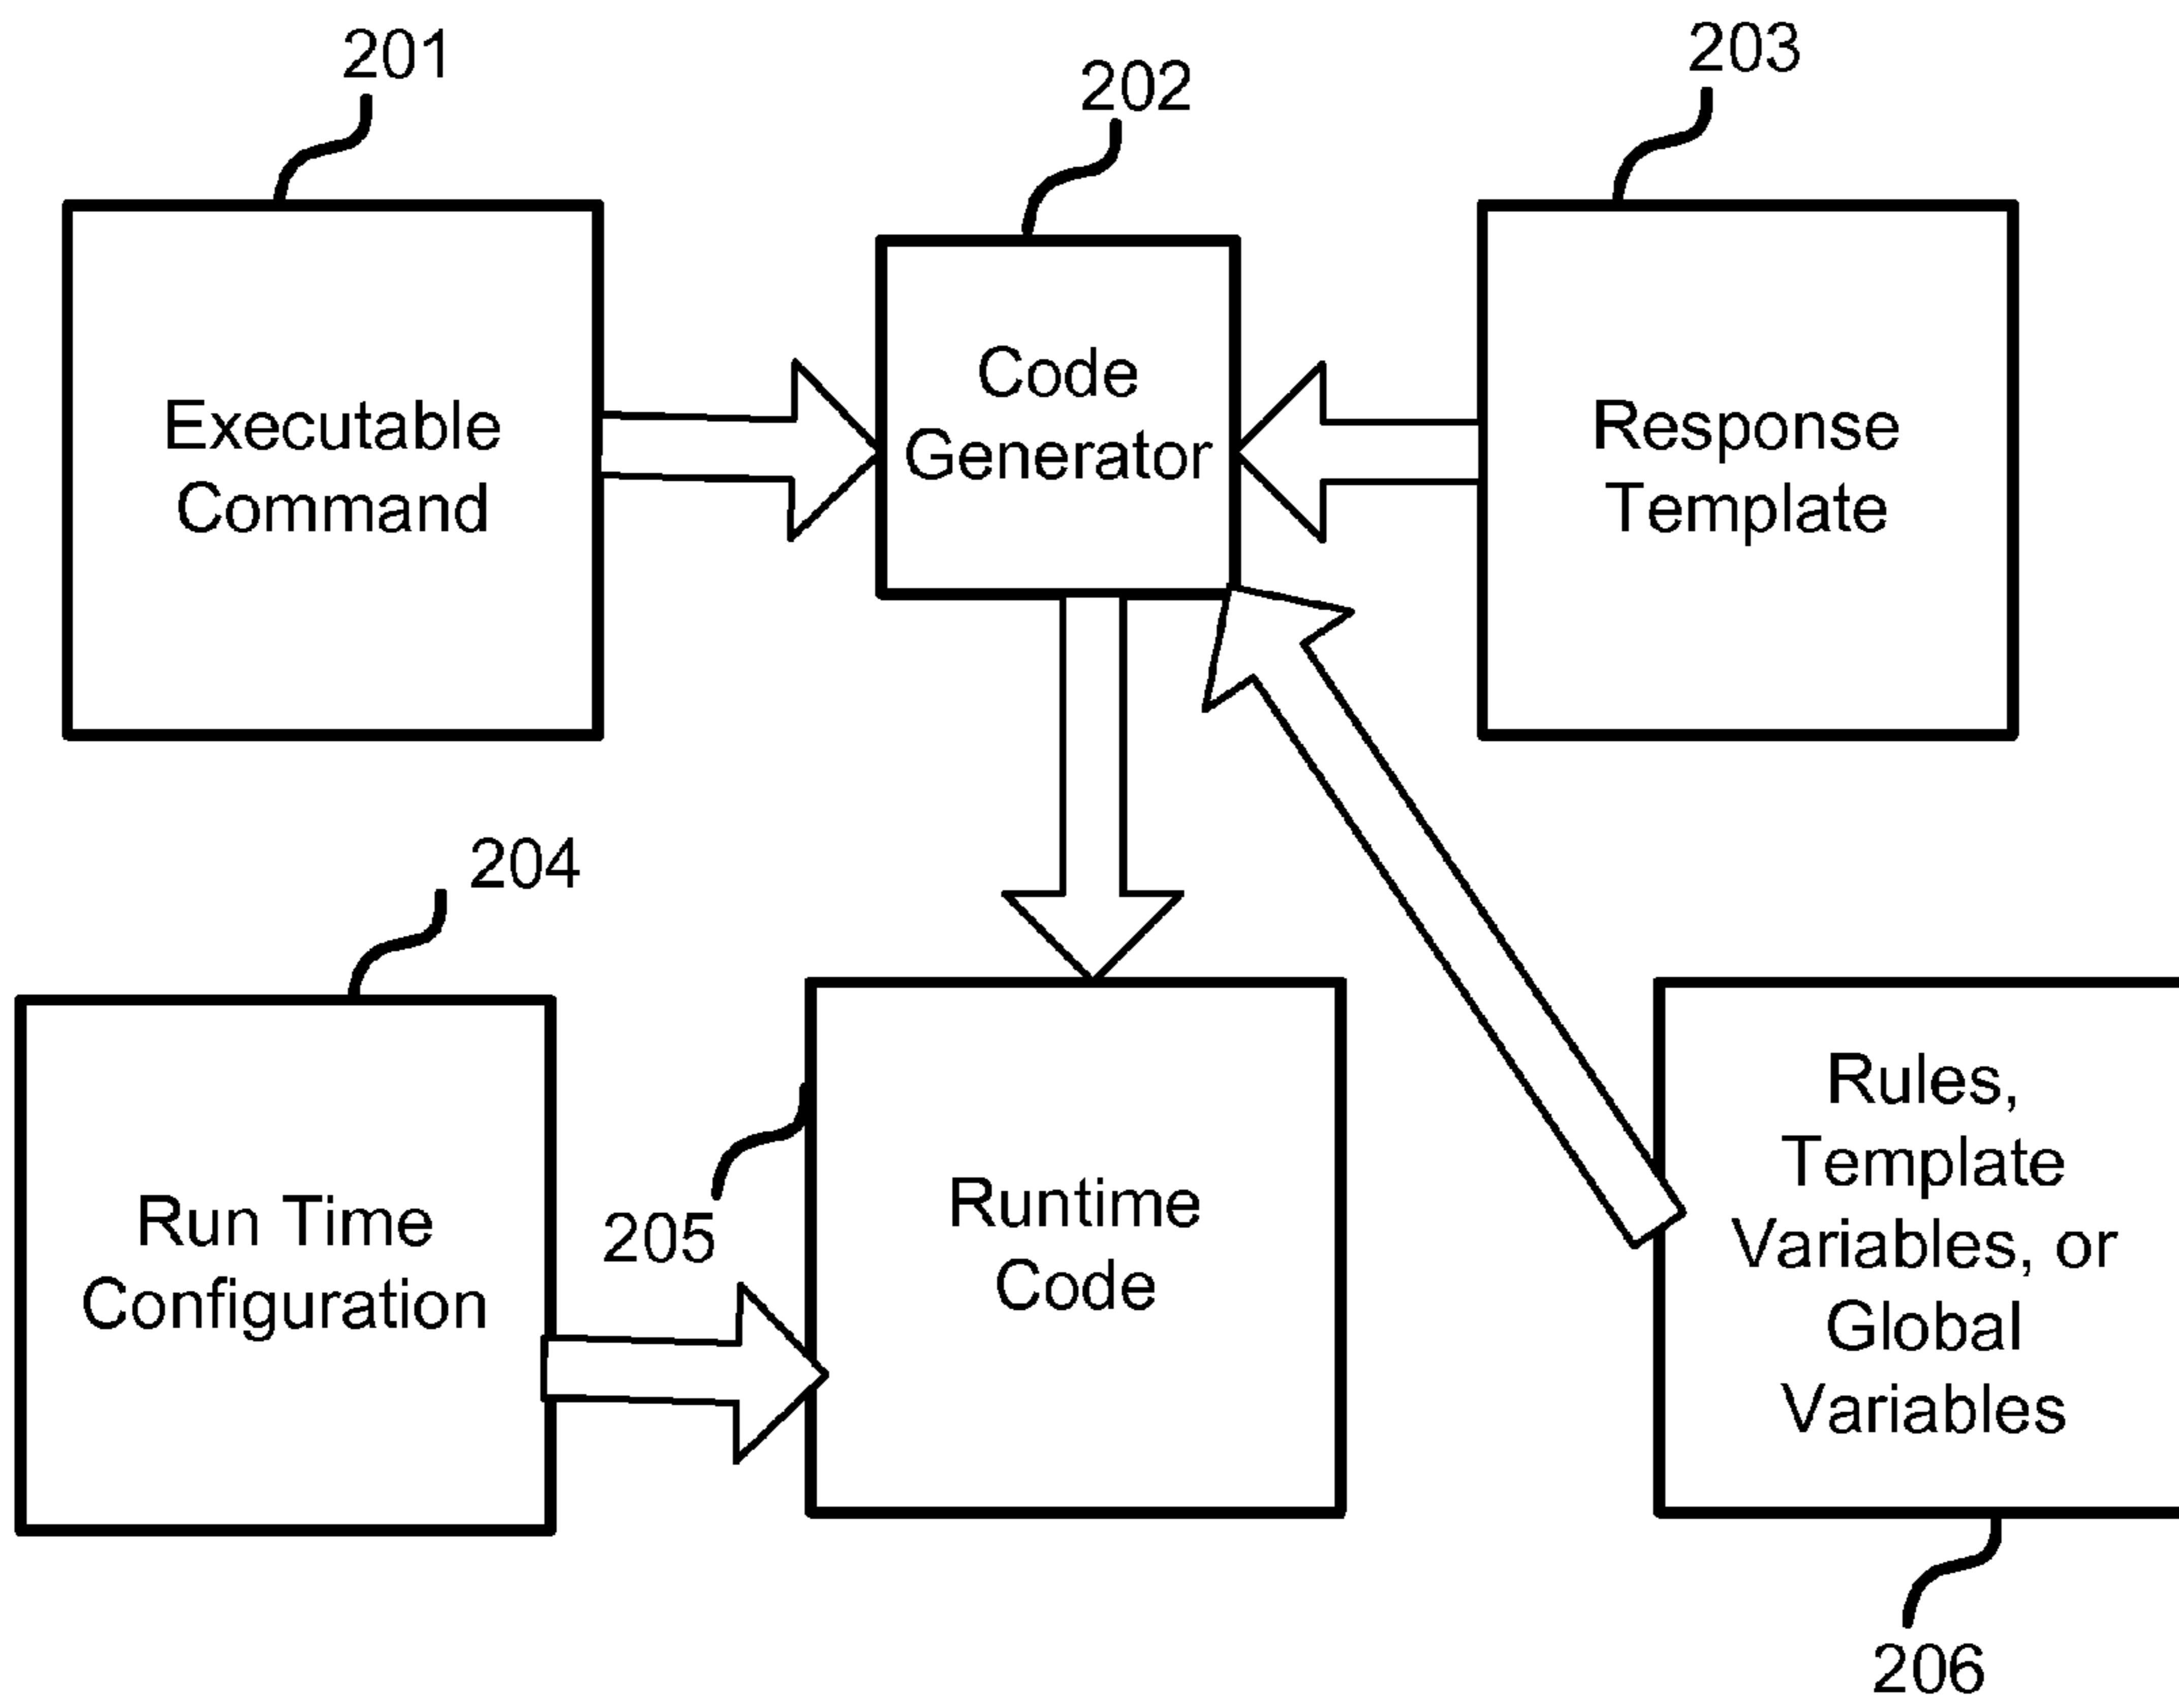 201
202
203
Executable
Command
Code
Generator
Response
Template
204
205
Run Time
Configuration
Runtime
Code
Rules,
Template
Variables, or
Global
Variables
206